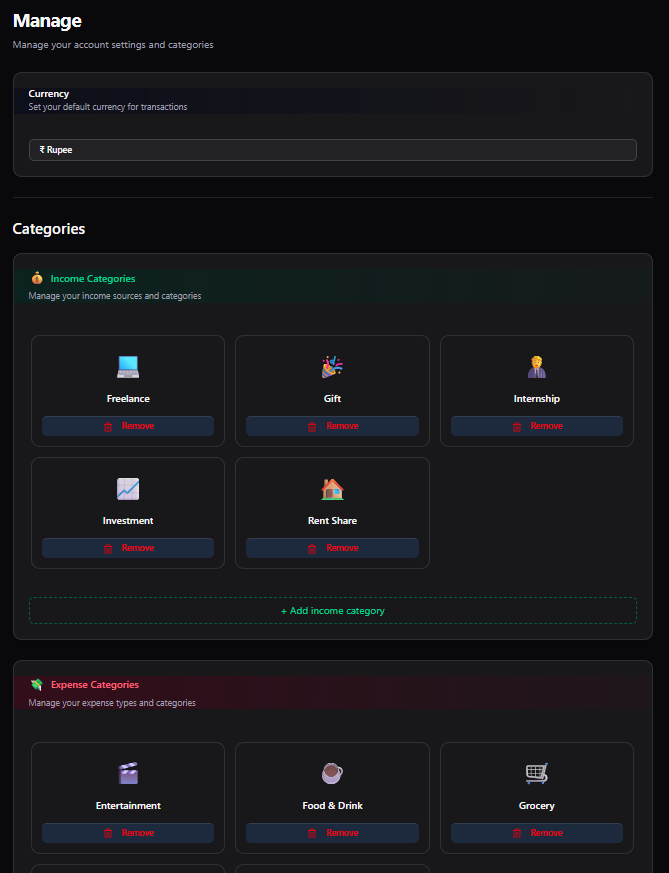 Manage
Manage your account settings and categories
Currency
Set your default currency for transactions
₹ Rupee
Categories
Income Categories
Manage your income sources and categories
Freelance
Gift
Internship
Remove
Remove
Remove
Investment
Rent Share
Remove
Remove
+ Add income category
Expense Categories
Manage your expense types and categories
Entertainment
Food & Drink
Grocery
Remove
Remove
Remove